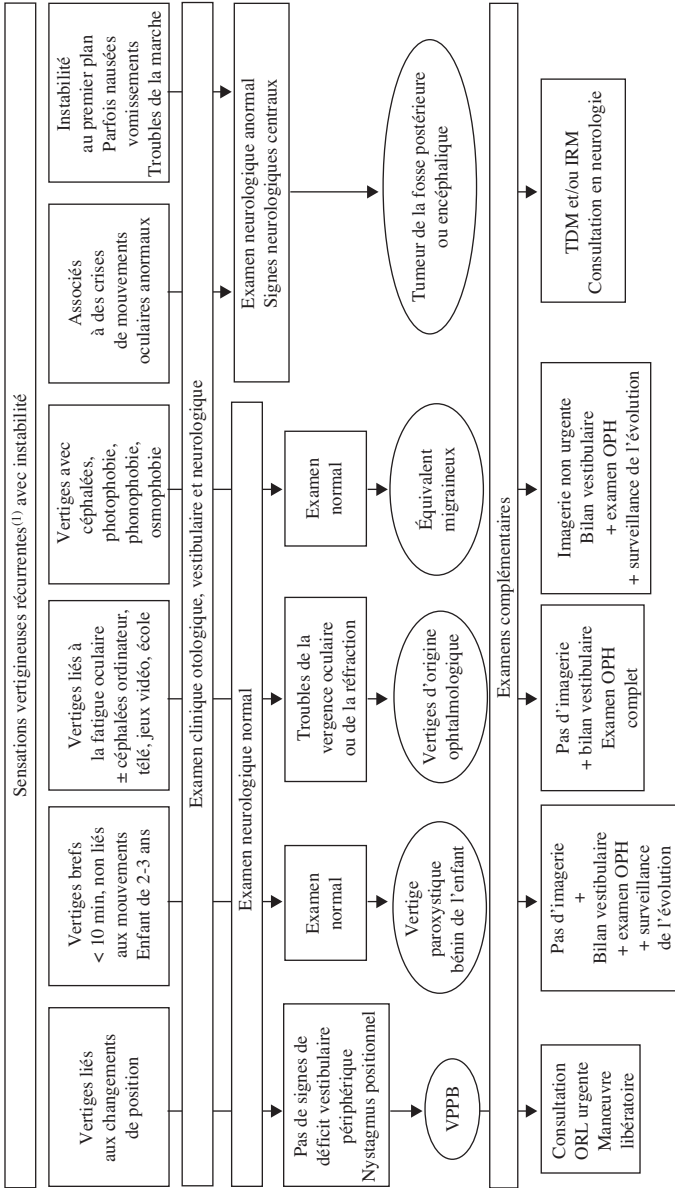 Sensations vertigineuses récurrentes(1) avec instabilité
Vertiges liés
aux changements
de position
Vertiges brefs
< 10 min, non liés
aux mouvements
Enfant de 2-3 ans
Vertiges liés à
la fatigue oculaire
± céphalées ordinateur,
télé, jeux vidéo, école
Vertiges avec
céphalées,
photophobie,
phonophobie,
osmophobie
Associés
à des crises
de mouvements
oculaires anormaux
Instabilité
au premier plan
Parfois nausées
vomissements
Troubles de la marche
Examen clinique otologique, vestibulaire et neurologique
Examen neurologique normal
Examen neurologique anormal
Signes neurologiques centraux
Pas de signes de
déficit vestibulaire
périphérique
Nystagmus positionnel
Examen
normal
Troubles de la
vergence oculaire
ou de la réfraction
Examen
normal
VPPB
Vertige
paroxystique
bénin de l'enfant
Vertiges d'origine
ophtalmologique
Équivalent
migraineux
Tumeur de la fosse postérieure
ou encéphalique
Examens complémentaires
Consultation
ORL urgente
Manœuvre
libératoire
Pas d'imagerie
+
Bilan vestibulaire
+ examen OPH
+ surveillance
de l'évolution
Pas d'imagerie
+ bilan vestibulaire
Examen OPH
complet
Imagerie non urgente
Bilan vestibulaire
+ examen OPH
+ surveillance de l'évolution
TDM et/ou IRM
Consultation en neurologie